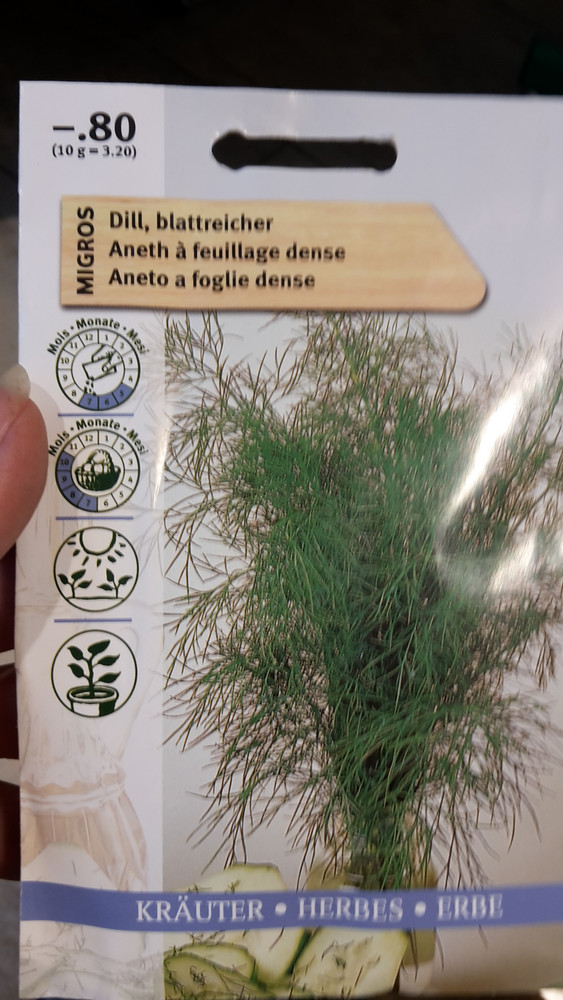 –.80
(10 g = 3.20)
MIGROS
Dill, blattreicher
Aneth à feuillage dense
Aneto a foglie dense
Mois • Monate • Mesi
Mois • Monate • Mesi
KRÄUTER • HERBES • ERBE